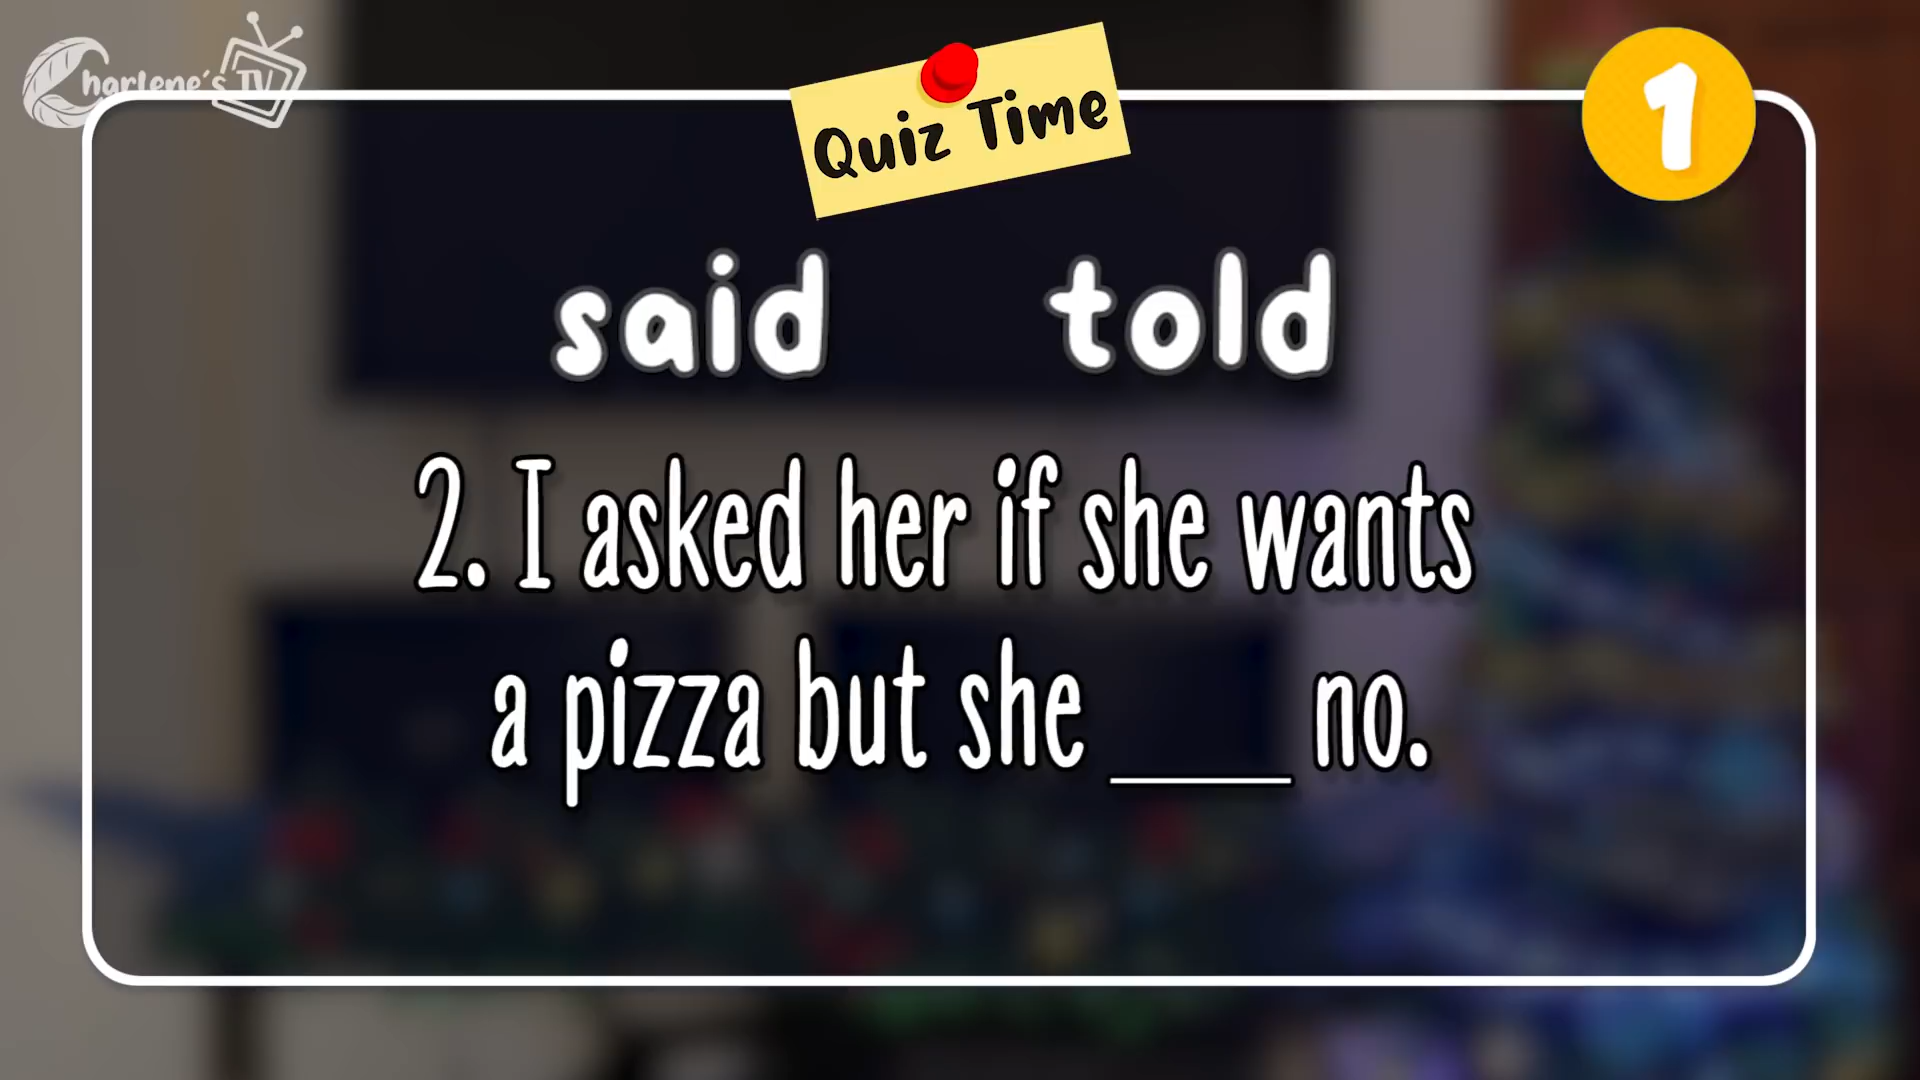 Charlene's TV
Quiz Time
1
said told
2. I asked her if she wants
a pizza but she ___ no.